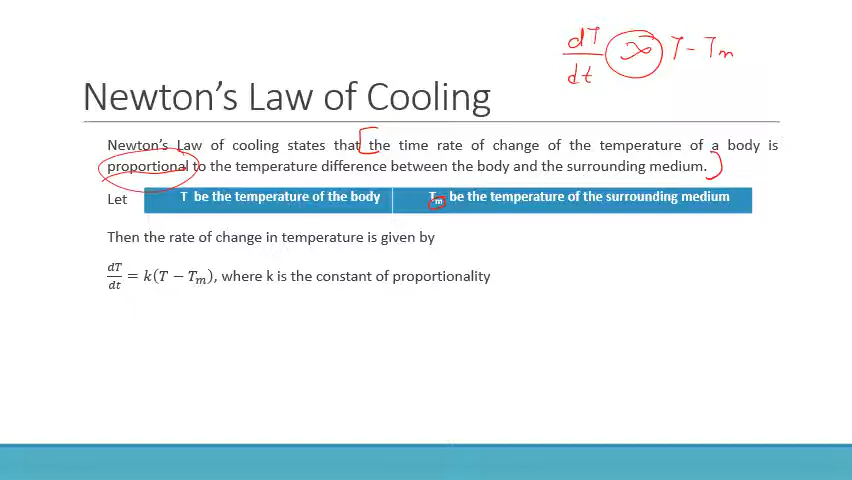 dT/dt ∝ T - Tm
Newton's Law of Cooling
Newton's Law of cooling states that the time rate of change of the temperature of a body is
proportional to the temperature difference between the body and the surrounding medium.
Let T be the temperature of the body Tₘ be the temperature of the surrounding medium
Then the rate of change in temperature is given by
dT/dt = k(T − Tₘ), where k is the constant of proportionality